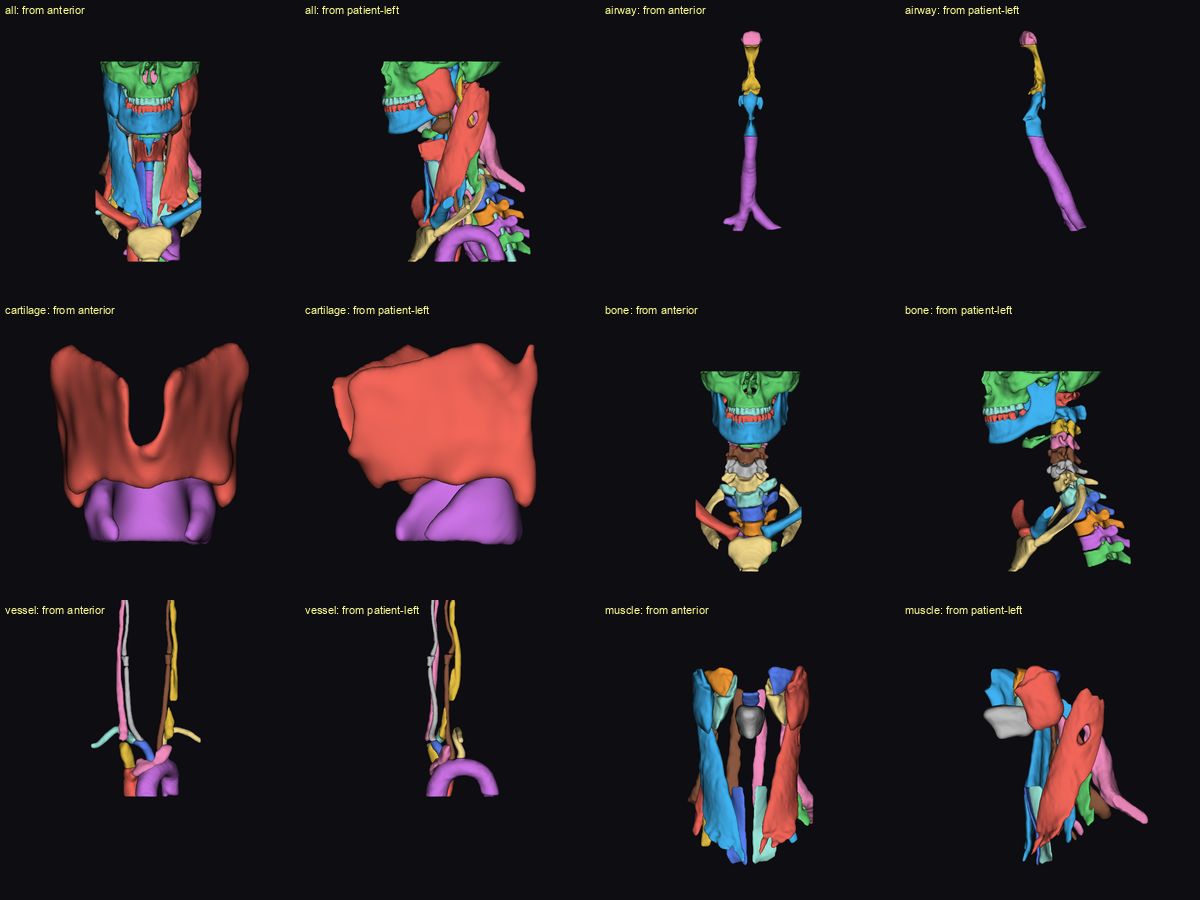 all: from anterior
all: from patient-left
airway: from anterior
airway: from patient-left
cartilage: from anterior
cartilage: from patient-left
bone: from anterior
bone: from patient-left
vessel: from anterior
vessel: from patient-left
muscle: from anterior
muscle: from patient-left